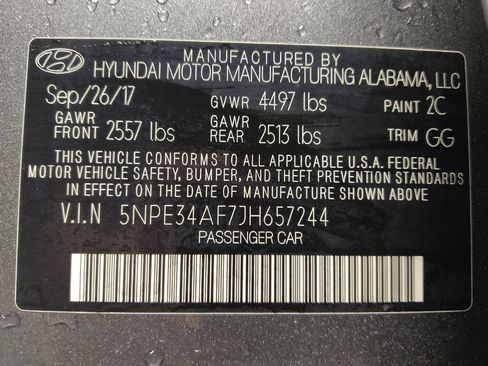 MANUFACTURED BY
HYUNDAI MOTOR MANUFACTURING ALABAMA, LLC
Sep/26/17 GVWR 4497 lbs PAINT 2C
GAWR FRONT 2557 lbs GAWR REAR 2513 lbs TRIM GG
THIS VEHICLE CONFORMS TO ALL APPLICABLE U.S.A. FEDERAL
MOTOR VEHICLE SAFETY, BUMPER, AND THEFT PREVENTION STANDARDS
IN EFFECT ON THE DATE OF MANUFACTURE SHOWN ABOVE
V.I.N 5NPE34AF7JH657244
PASSENGER CAR